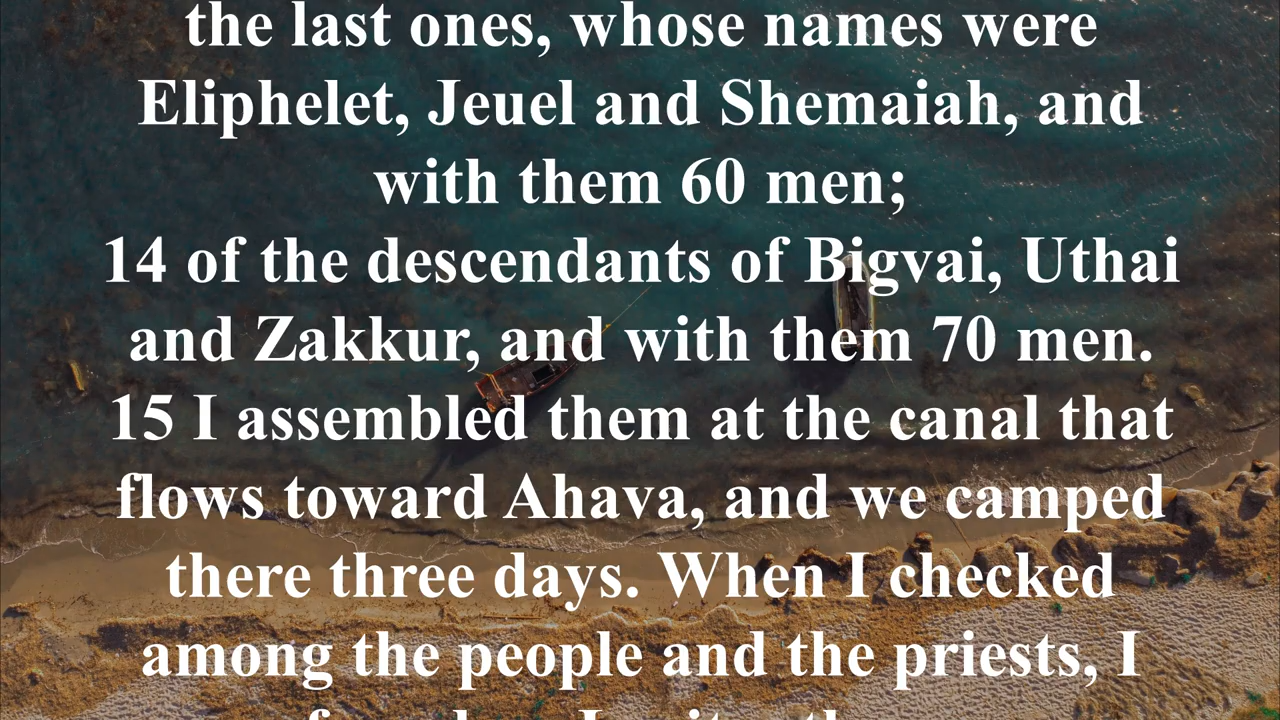 the last ones, whose names were
Eliphelet, Jeuel and Shemaiah, and
with them 60 men;
14 of the descendants of Bigvai, Uthai
and Zakkur, and with them 70 men.
15 I assembled them at the canal that
flows toward Ahava, and we camped
there three days. When I checked
among the people and the priests, I